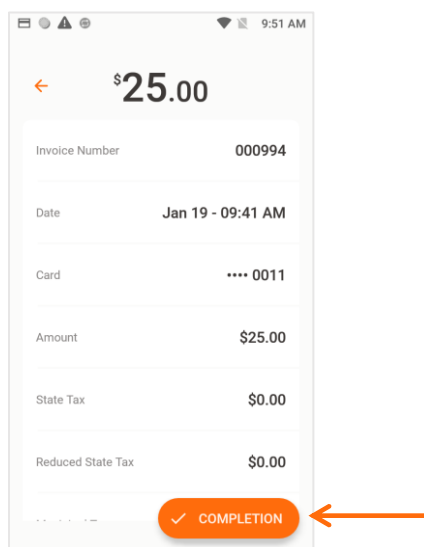 9:51 AM
$25.00
Invoice Number 000994
Date Jan 19 - 09:41 AM
Card •••• 0011
Amount $25.00
State Tax $0.00
Reduced State Tax $0.00
COMPLETION